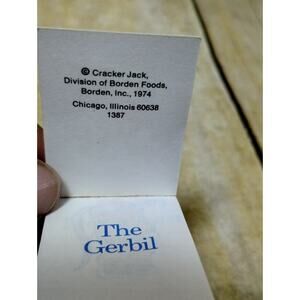 © Cracker Jack,
Division of Borden Foods,
Borden, Inc., 1974
Chicago, Illinois 60638
1387
The
Gerbil